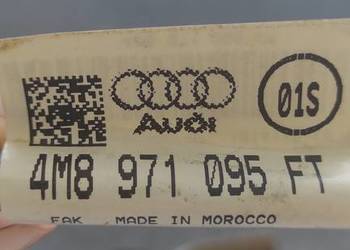 01S
Audi
4M8 971 095 FT
FAK MADE IN MOROCCO